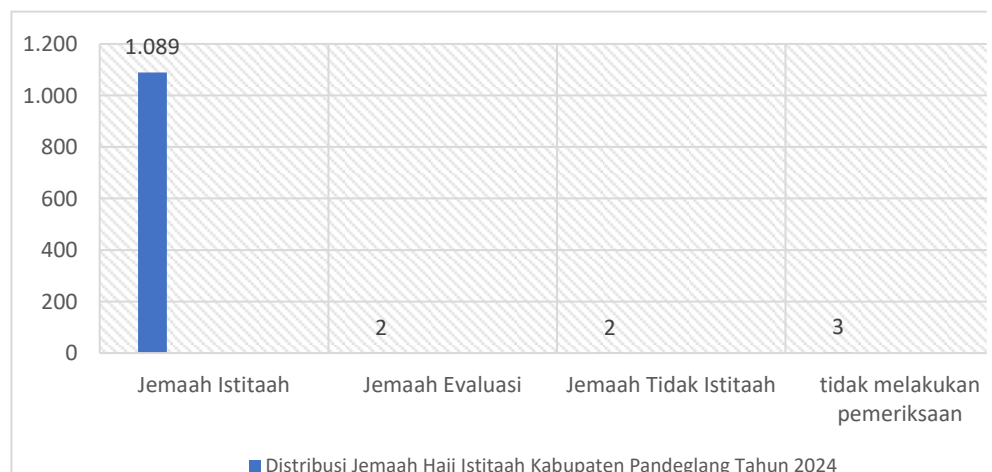 1.200
1.089
1.000
800
600
400
200
2
2
3
0
Jemaah Istitaah
Jemaah Evaluasi
Jemaah Tidak Istitaah
tidak melakukan
pemeriksaan
Distribusi Jemaah Haji Istitaah Kabupaten Pandeglang Tahun 2024